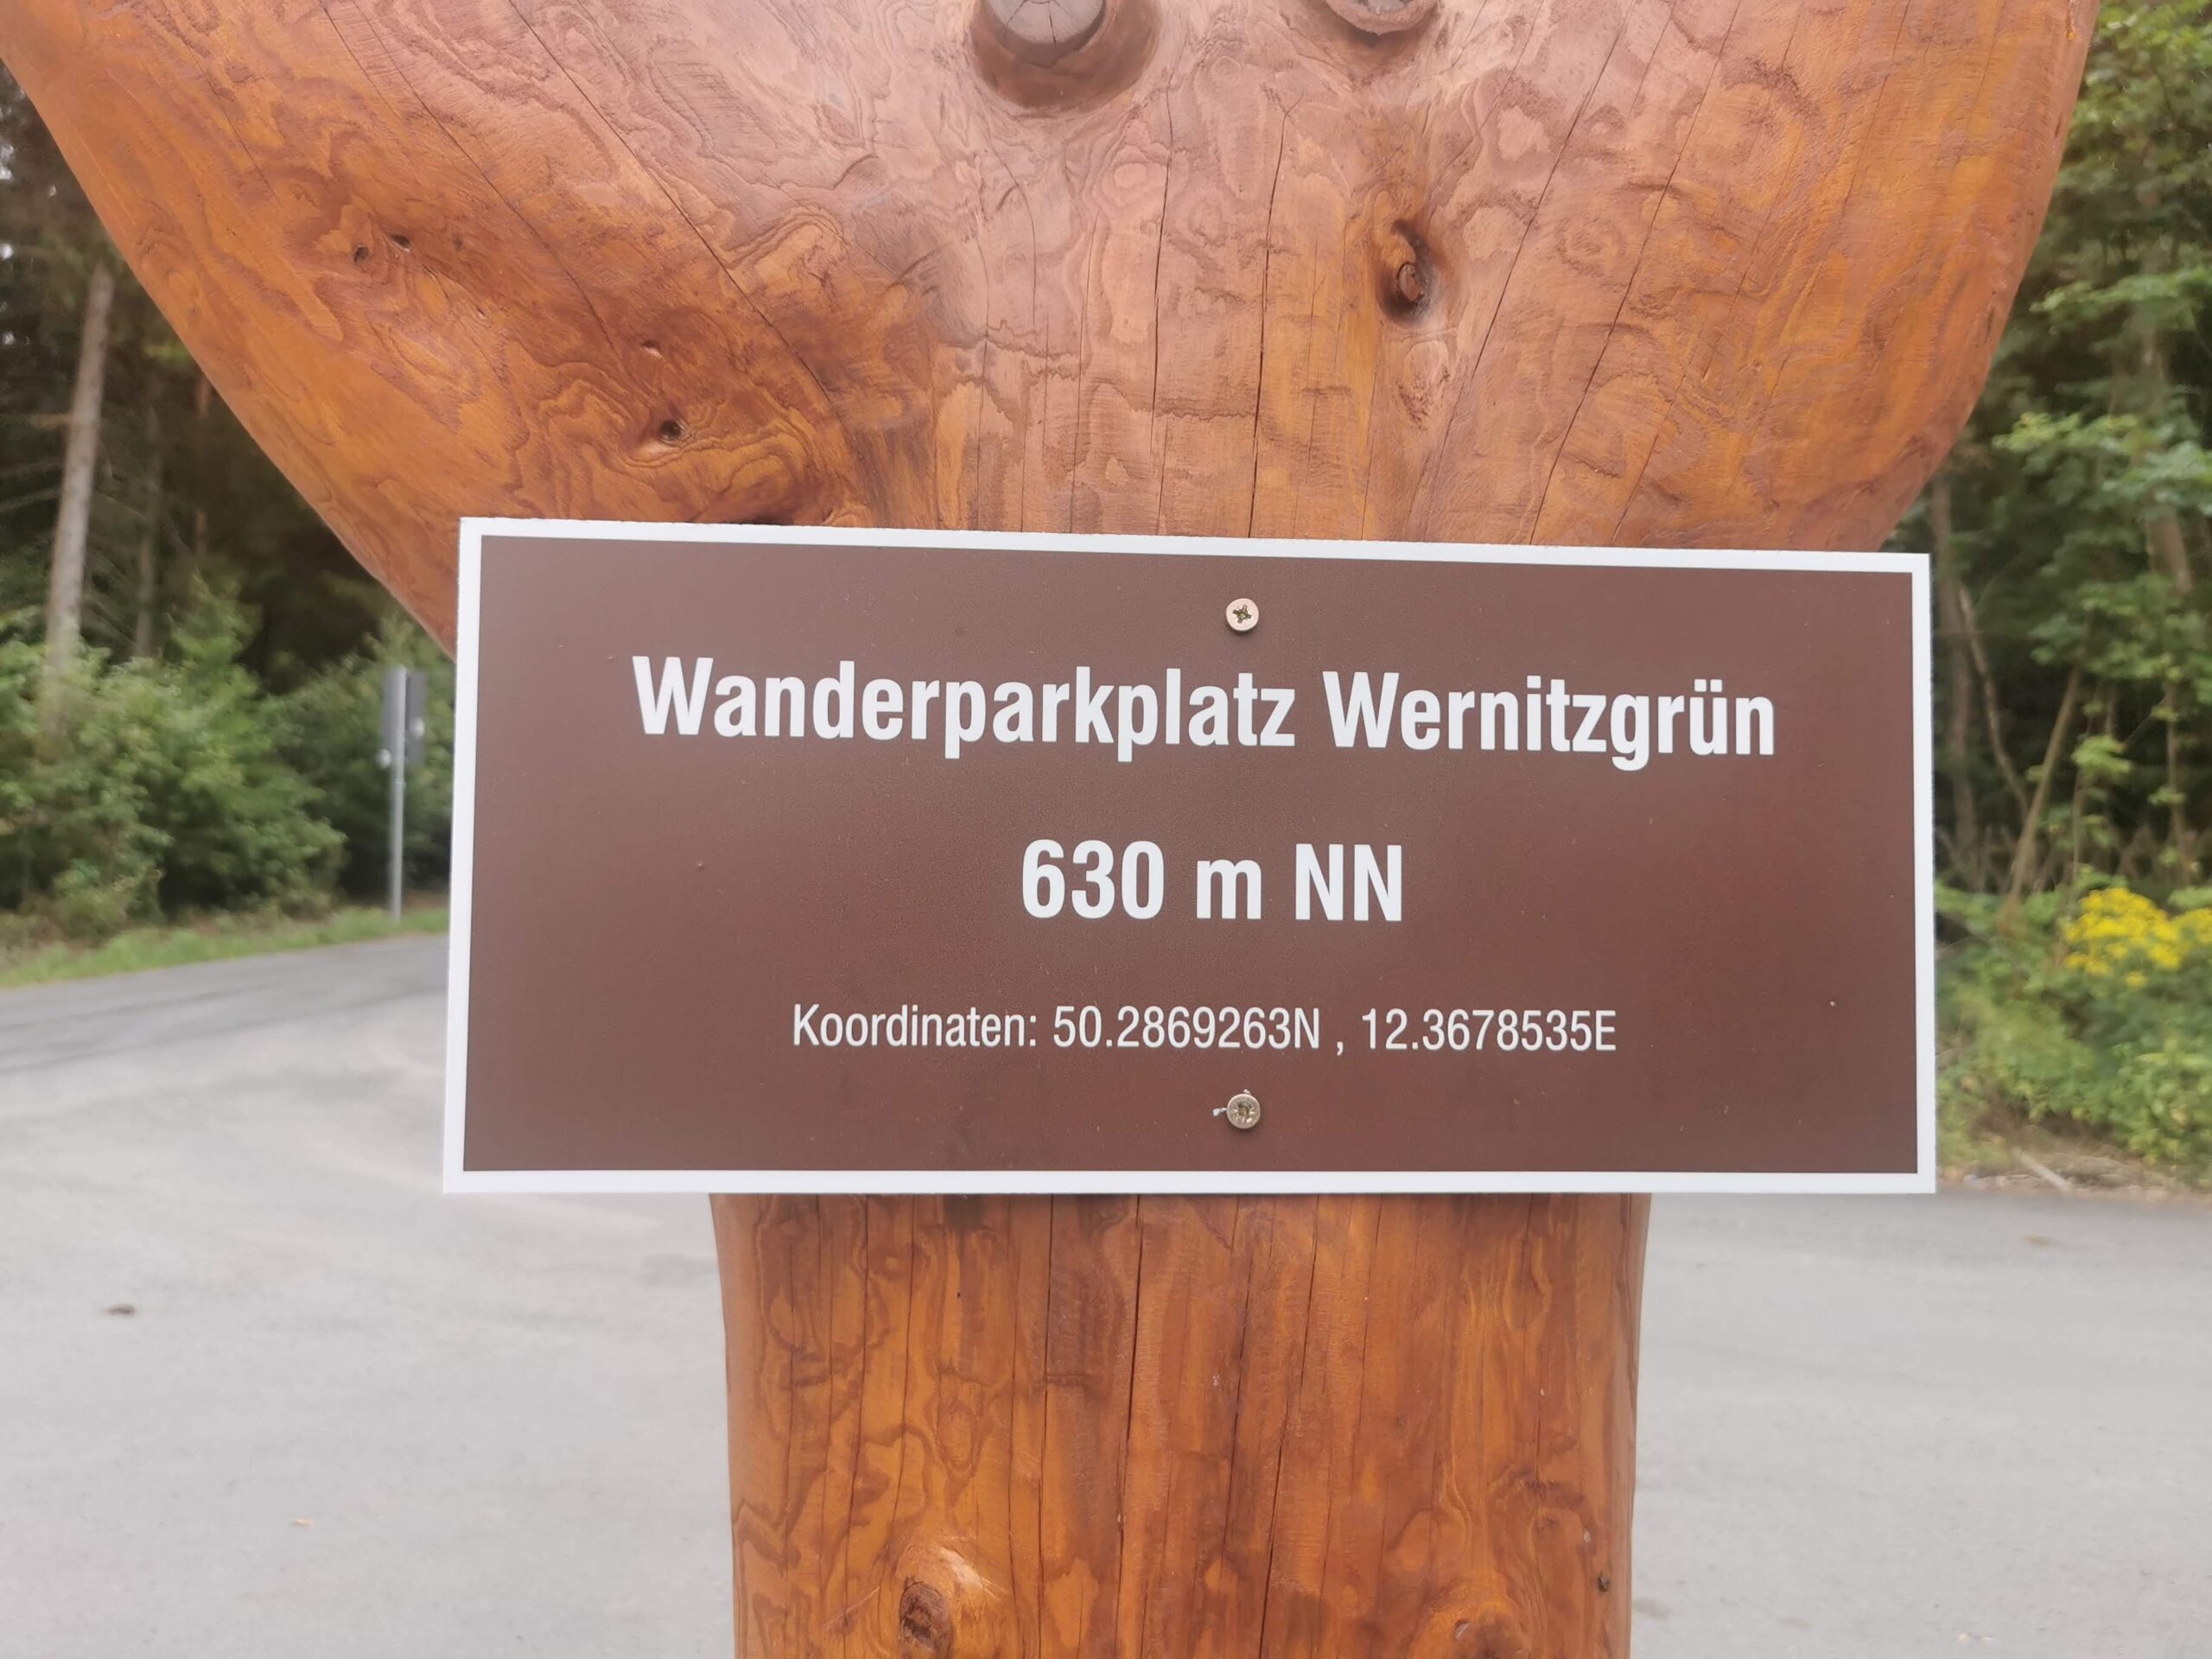 Wanderparkplatz Wernitzgrün
630 m NN
Koordinaten: 50.2869263N , 12.3678535E